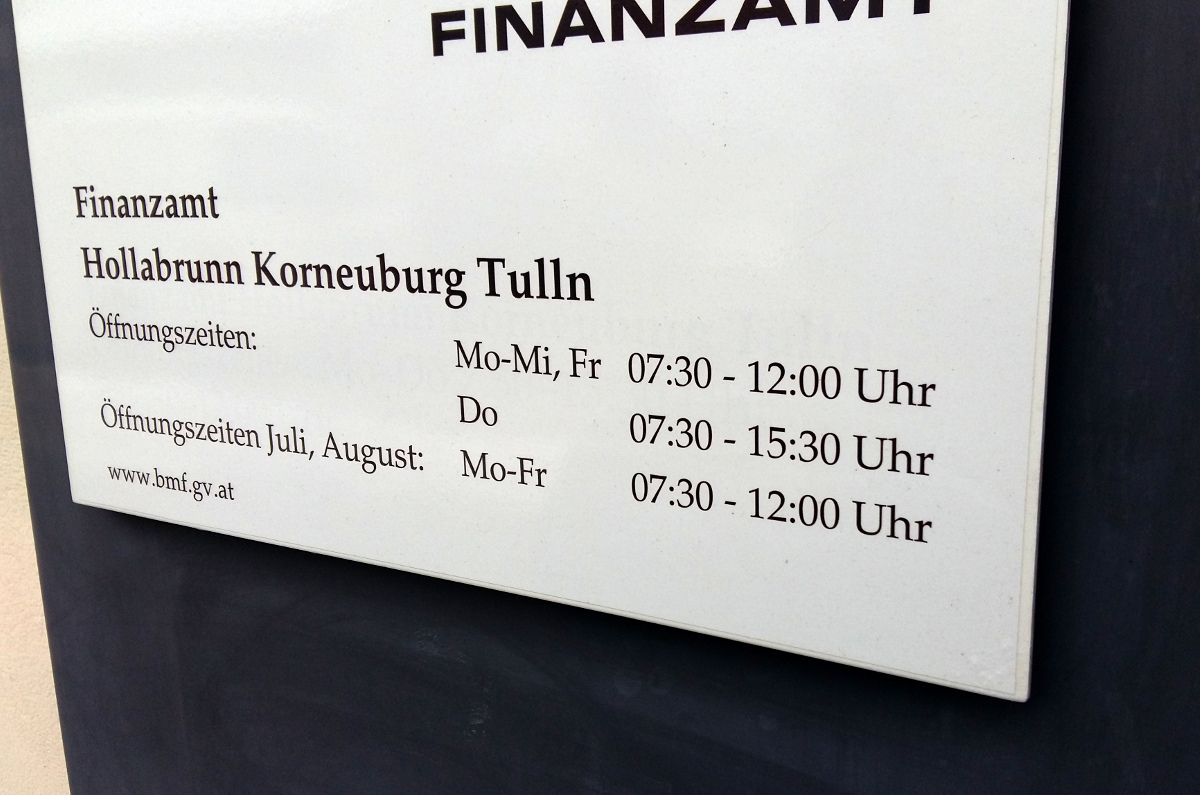 FINANZAMT
Finanzamt
Hollabrunn Korneuburg Tulln
Öffnungszeiten:
Mo-Mi, Fr 07:30 - 12:00 Uhr
Do 07:30 - 15:30 Uhr
Öffnungszeiten Juli, August: Mo-Fr 07:30 - 12:00 Uhr
www.bmf.gv.at